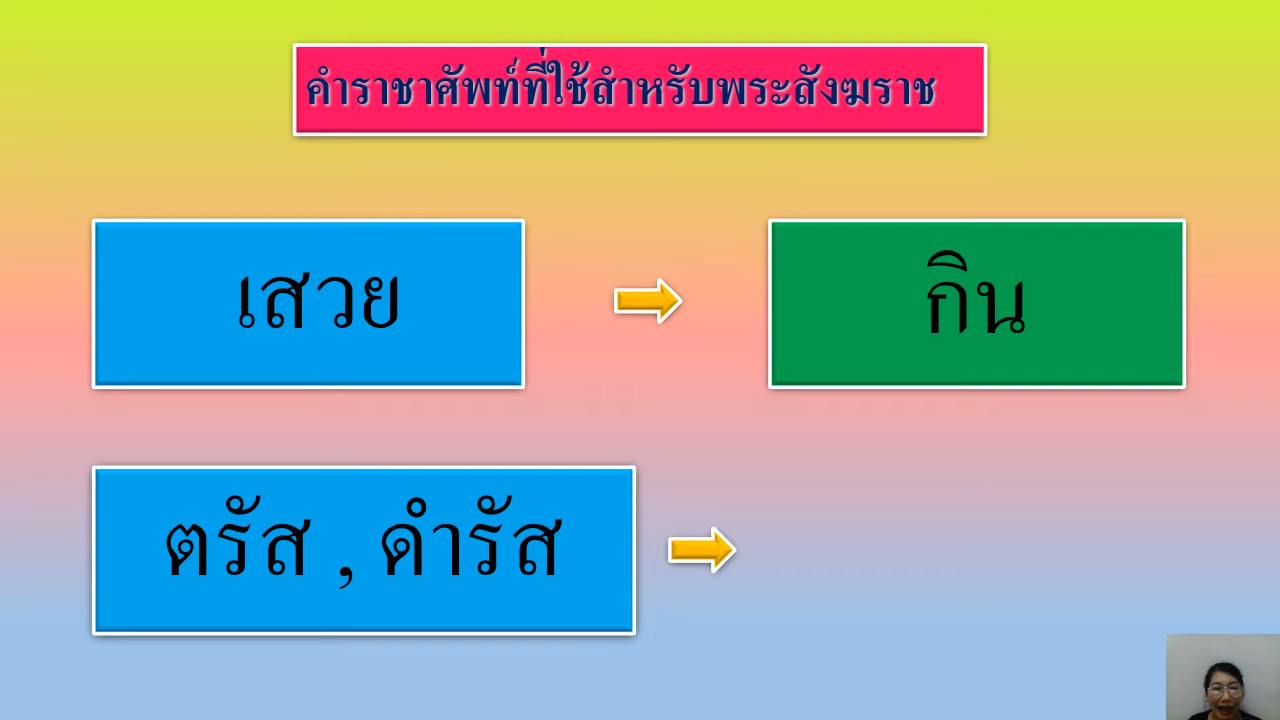 คำราชาศัพท์ที่ใช้สำหรับพระสังฆราช
เสวย
กิน
ตรัส , ดำรัส